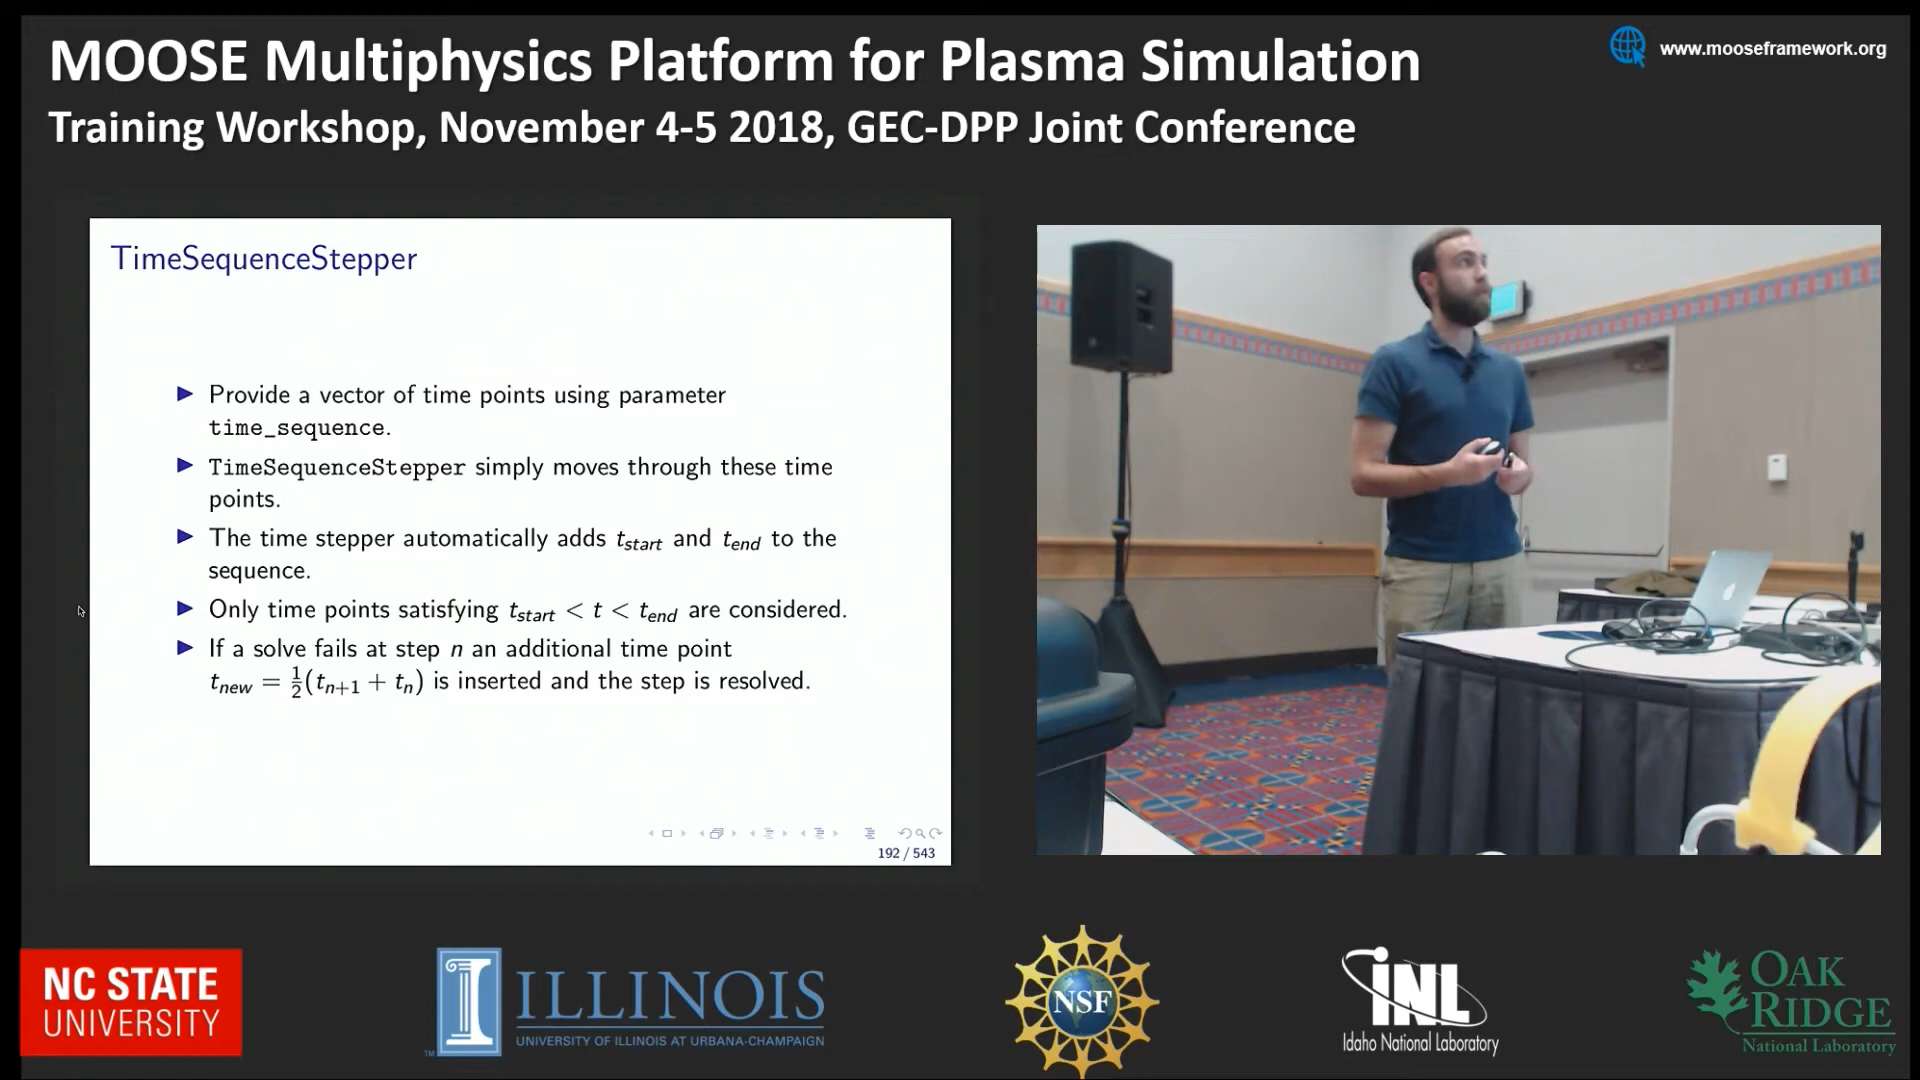 MOOSE Multiphysics Platform for Plasma Simulation
www.mooseframework.org
Training Workshop, November 4-5 2018, GEC-DPP Joint Conference
TimeSequenceStepper
▶ Provide a vector of time points using parameter
time_sequence.
▶ TimeSequenceStepper simply moves through these time
points.
▶ The time stepper automatically adds t_start and t_end to the
sequence.
▶ Only time points satisfying t_start < t < t_end are considered.
▶ If a solve fails at step n an additional time point
t_new = 1/2(t_n+1 + t_n) is inserted and the step is resolved.
192 / 543
NC STATE
UNIVERSITY
I
ILLINOIS
UNIVERSITY OF ILLINOIS AT URBANA-CHAMPAIGN
TM
NSF
INL
Idaho National Laboratory
OAK
RIDGE
National Laboratory